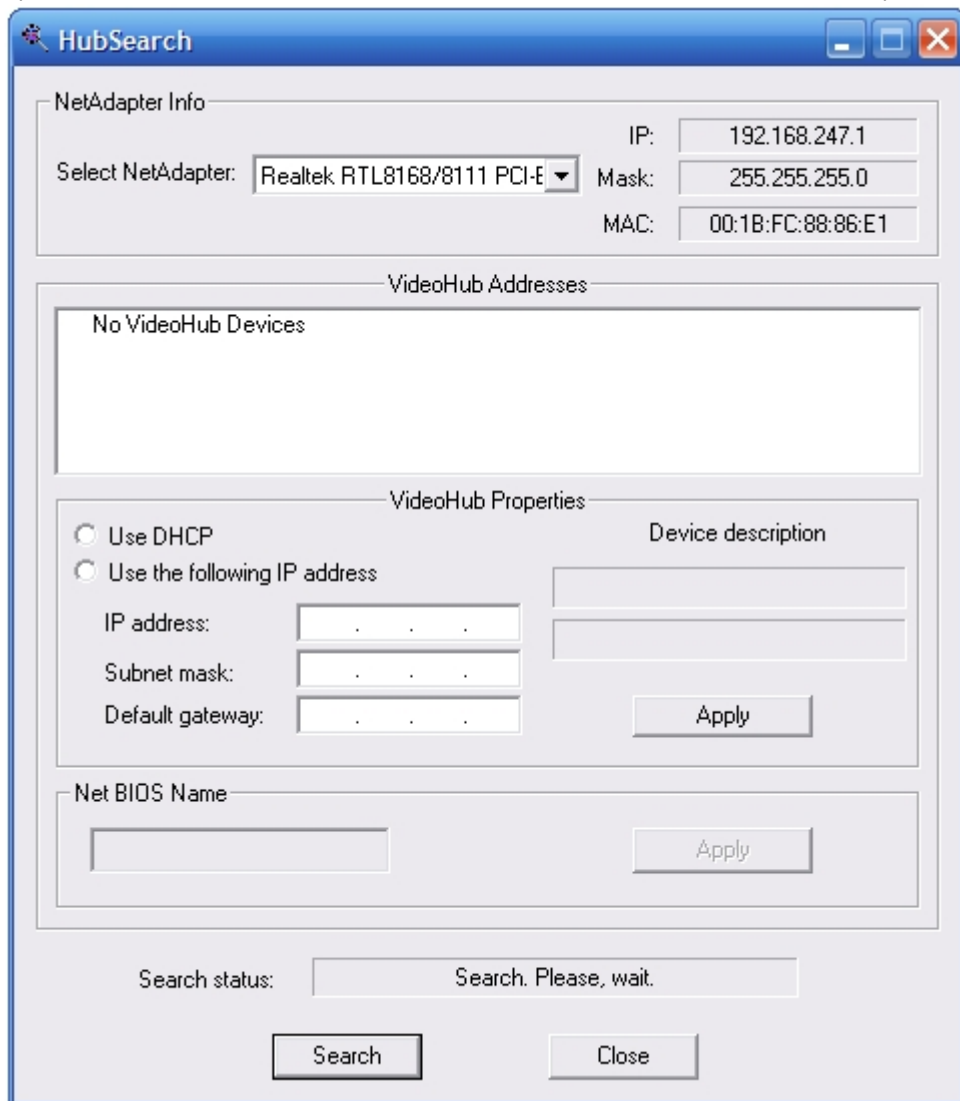 HubSearch
NetAdapter Info
IP: 192.168.247.1
Select NetAdapter: Realtek RTL8168/8111 PCI-E Mask: 255.255.255.0
MAC: 00:1B:FC:88:86:E1
VideoHub Addresses
No VideoHub Devices
VideoHub Properties
Use DHCP
Device description
Use the following IP address
IP address: . . .
Subnet mask: . . .
Default gateway: . . .
Apply
Net BIOS Name
Apply
Search status: Search. Please, wait.
Search Close